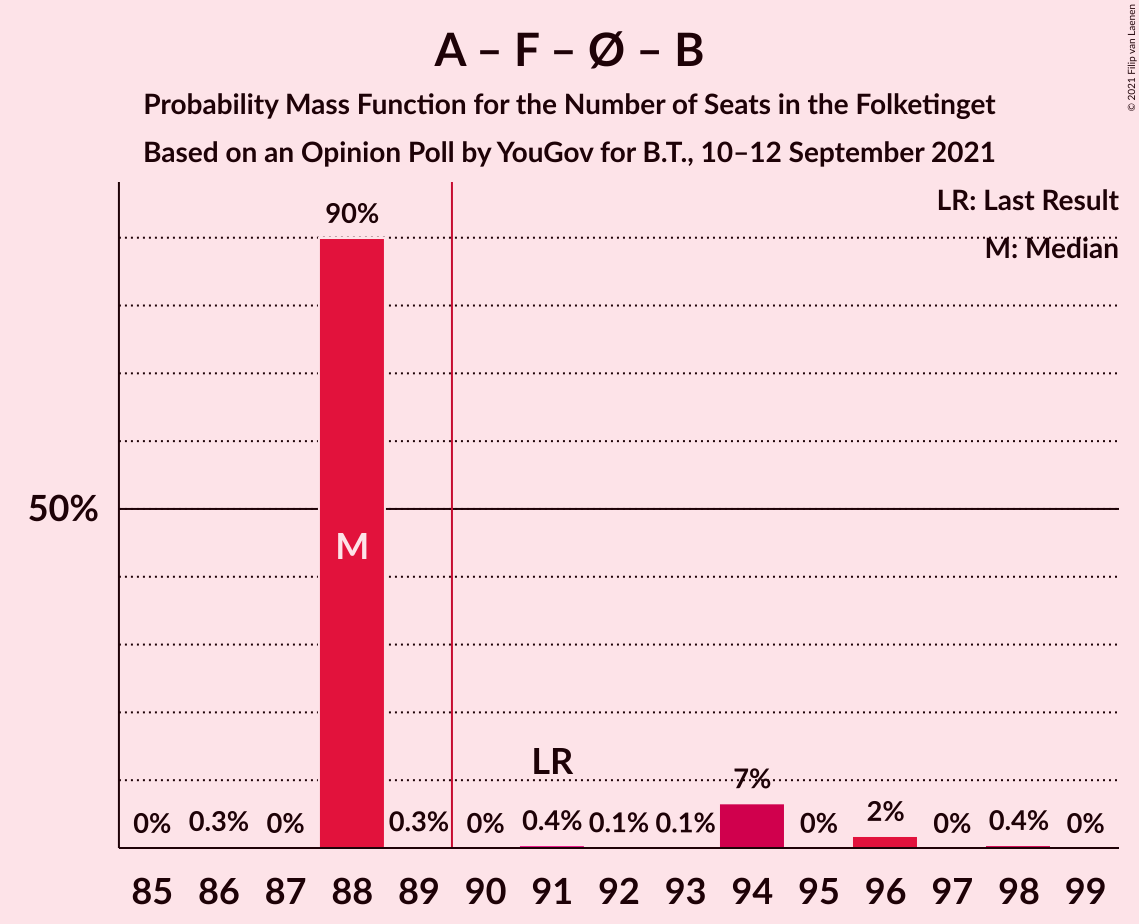 A – F – Ø – B
Probability Mass Function for the Number of Seats in the Folketinget
Based on an Opinion Poll by YouGov for B.T., 10–12 September 2021
© 2021 Filip van Laenen
LR: Last Result
M: Median
90%
50%
M
LR
0% 0.3% 0% 0.3% 0% 0.4% 0.1% 0.1% 7% 0% 2% 0% 0.4% 0%
85 86 87 88 89 90 91 92 93 94 95 96 97 98 99